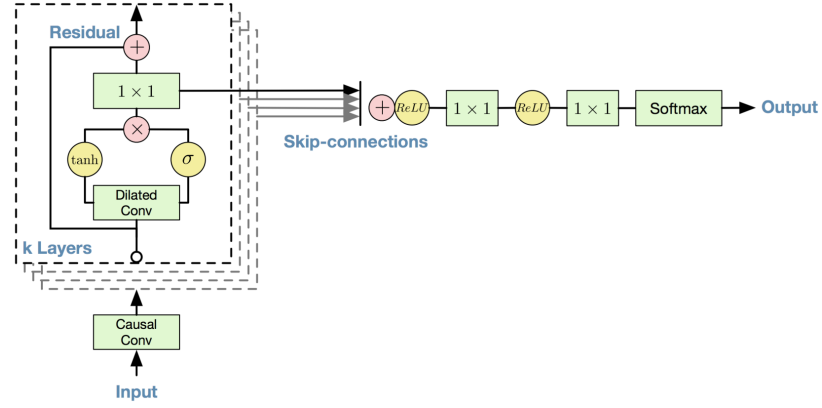 Residual
+
1 × 1
×
tanh
σ
Dilated
Conv
k Layers
Causal
Conv
Input
Skip-connections
+
ReLU
1 × 1
ReLU
1 × 1
Softmax
Output